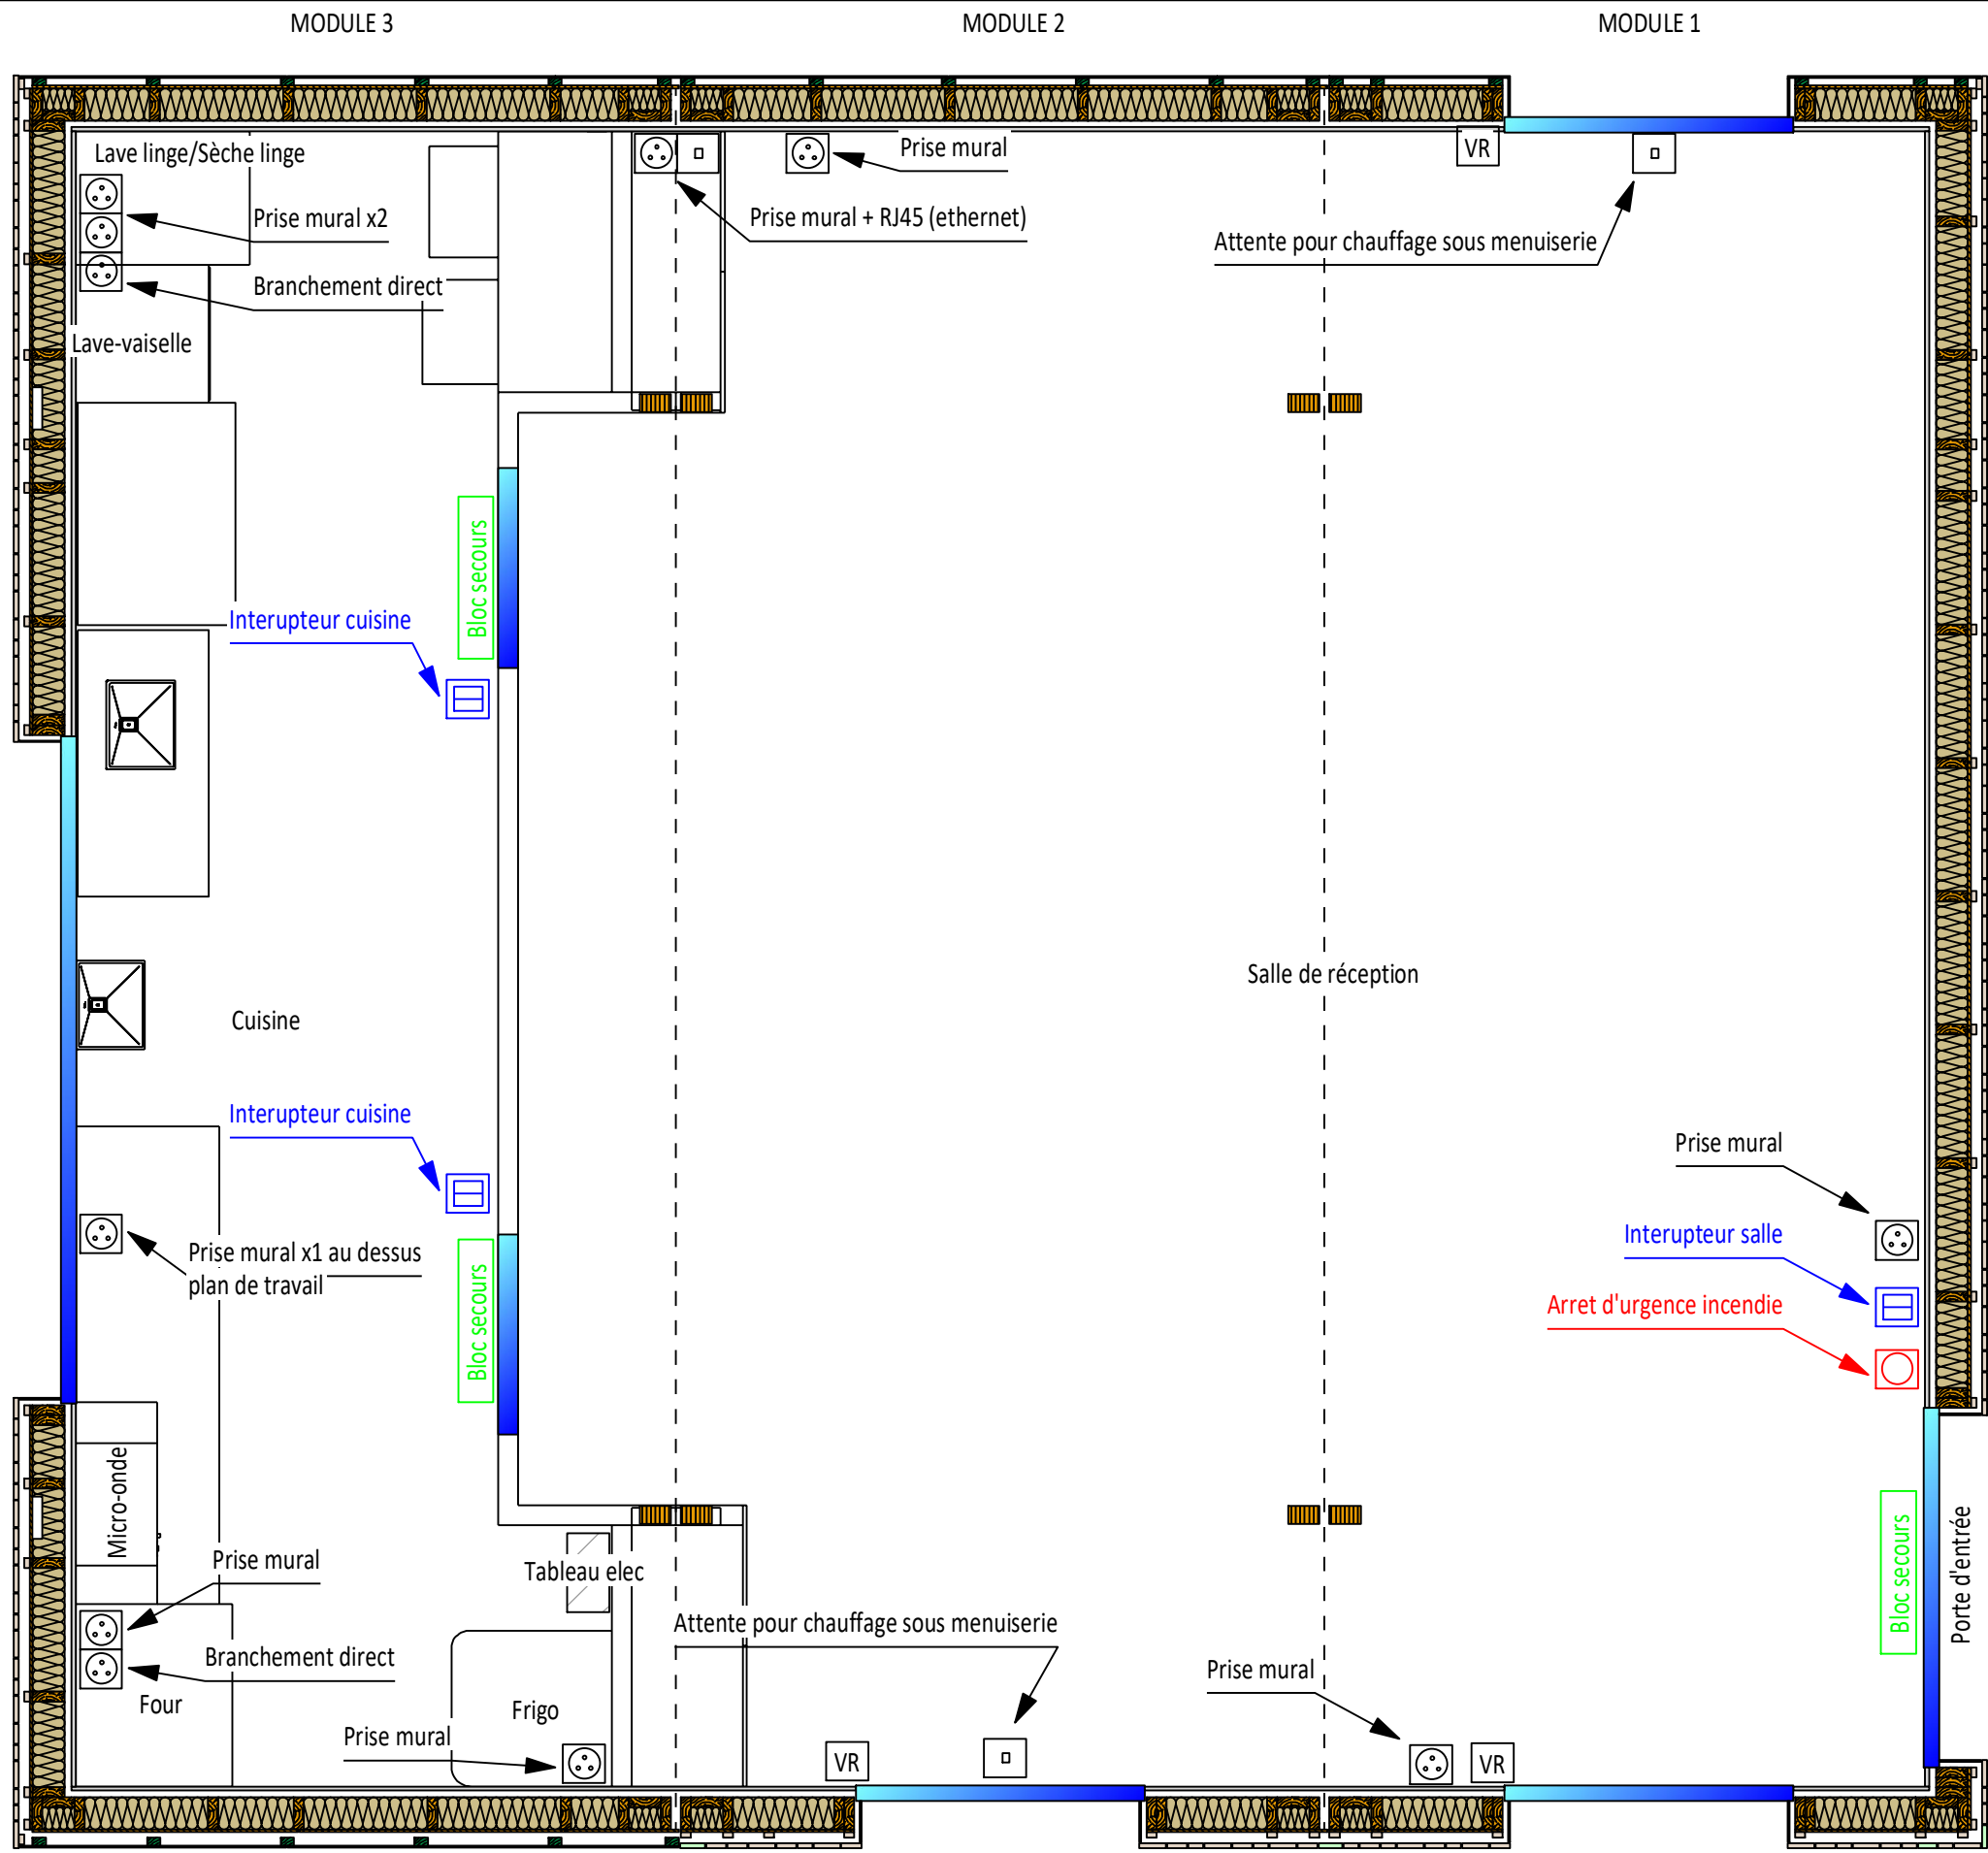 MODULE 3
MODULE 2
MODULE 1
Lave linge/Sèche linge
Prise mural
VR
Prise mural x2
Prise mural + RJ45 (ethernet)
Attente pour chauffage sous menuiserie
Branchement direct
Lave-vaiselle
Bloc secours
Interupteur cuisine
Salle de réception
Cuisine
Interupteur cuisine
Prise mural
Interupteur salle
Prise mural x1 au dessus
plan de travail
Bloc secours
Arret d'urgence incendie
Micro-onde
Prise mural
Tableau elec
Bloc secours
Porte d'entrée
Attente pour chauffage sous menuiserie
Branchement direct
Prise mural
Four
Frigo
Prise mural
VR
VR